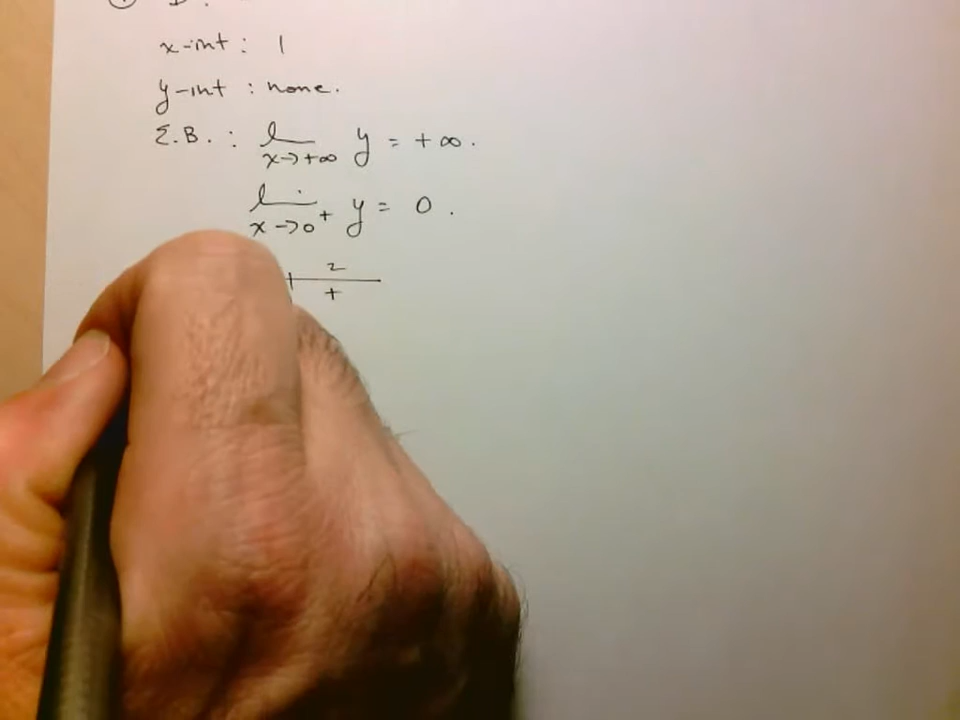 x-int : 1
y-int : none.
E.B. : lim x→+∞ y = +∞.
lim x→0⁺ y = 0.
2
+